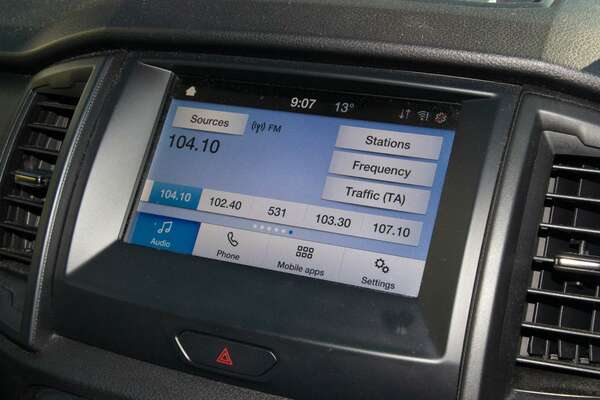 9:07 13°
Sources FM
104.10
Stations
Frequency
Traffic (TA)
104.10 102.40 531 103.30 107.10
Audio Phone Mobile apps Settings